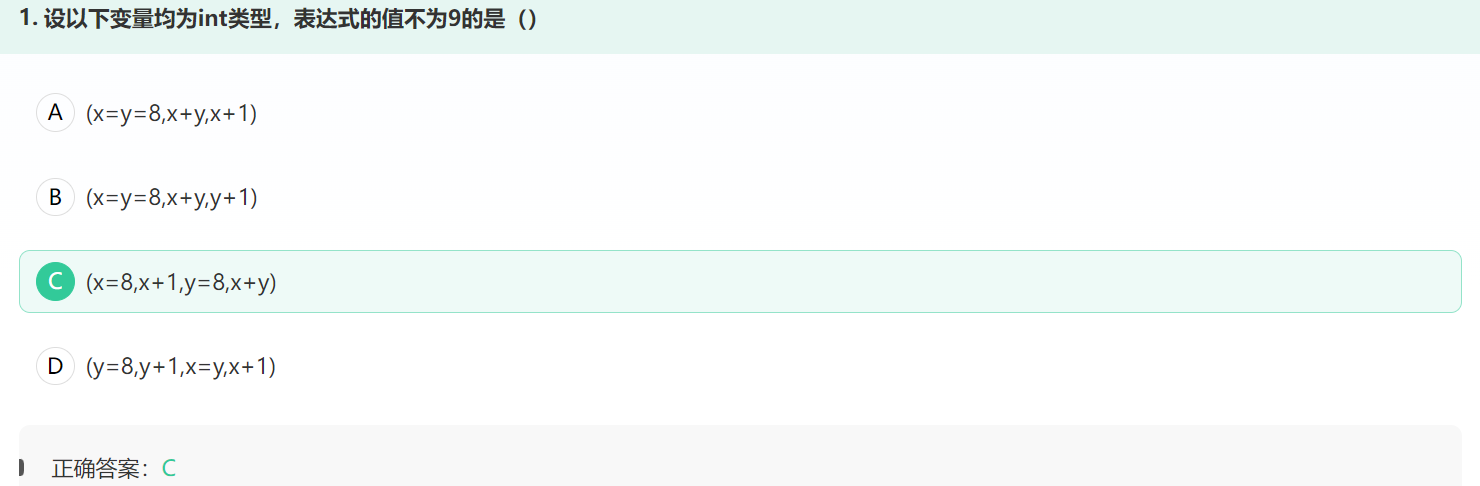 1. 设以下变量均为int类型，表达式的值不为9的是（）
A (x=y=8,x+y,x+1)
B (x=y=8,x+y,y+1)
C (x=8,x+1,y=8,x+y)
D (y=8,y+1,x=y,x+1)
正确答案：C